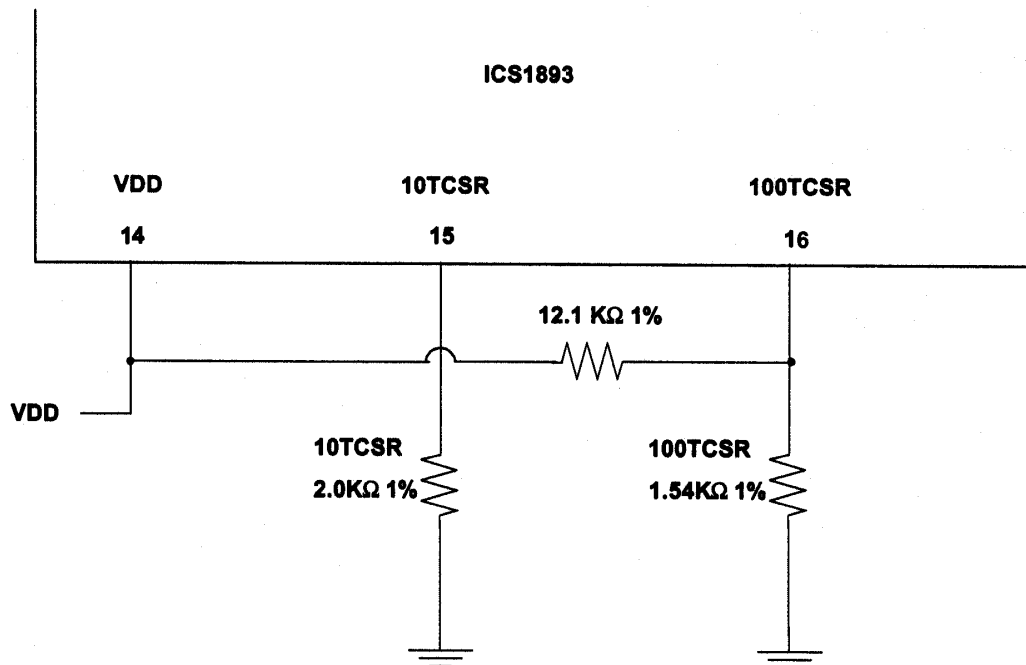 ICS1893
VDD
10TCSR
100TCSR
14
15
16
12.1 KΩ 1%
VDD
10TCSR
2.0KΩ 1%
100TCSR
1.54KΩ 1%